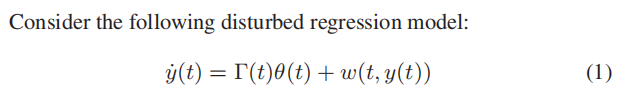 Consider the following disturbed regression model:
ẏ(t) = Γ(t)θ(t) + w(t, y(t)) (1)